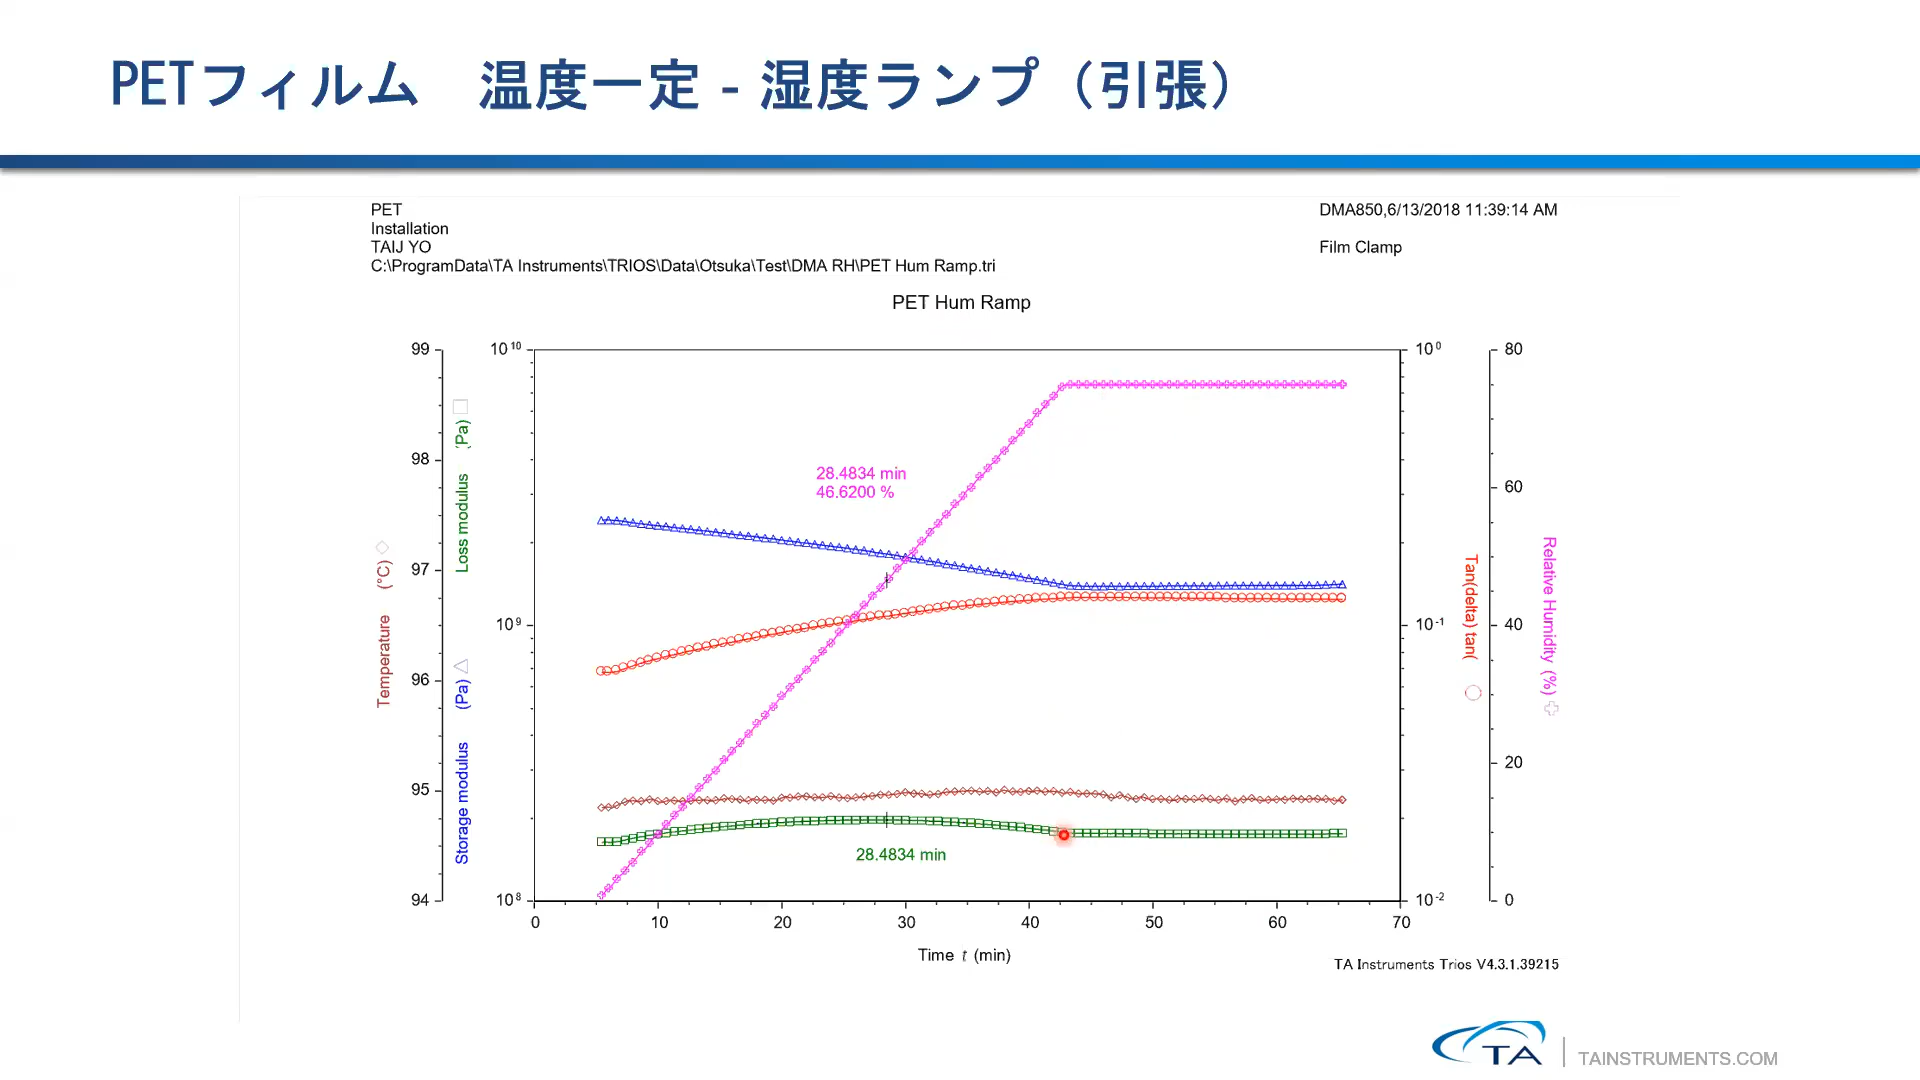 PETフィルム　温度一定 - 湿度ランプ（引張）
PET
Installation
TAIJ YO
C:\ProgramData\TA Instruments\TRIOS\Data\Otsuka\Test\DMA RH\PET Hum Ramp.tri
DMA850,6/13/2018 11:39:14 AM
Film Clamp
PET Hum Ramp
99
98
97
96
95
94
Temperature (°C)
Loss modulus (Pa)
Storage modulus (Pa)
10¹⁰
10⁹
10⁸
28.4834 min
46.6200 %
28.4834 min
10⁰
10⁻¹
10⁻²
Tan(delta) tan(
80
60
40
20
0
Relative Humidity (%)
0 10 20 30 40 50 60 70
Time t (min)
TA Instruments Trios V4.3.1.39215
TA
TAINSTRUMENTS.COM